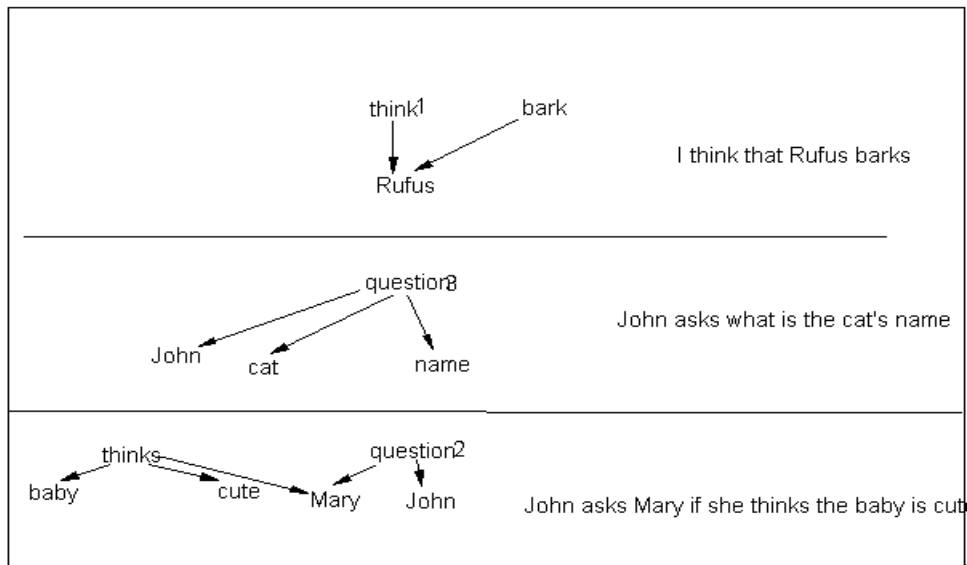 think1 bark
I think that Rufus barks
Rufus
question3
John asks what is the cat's name
John cat name
thinks question2
baby cute Mary John
John asks Mary if she thinks the baby is cut